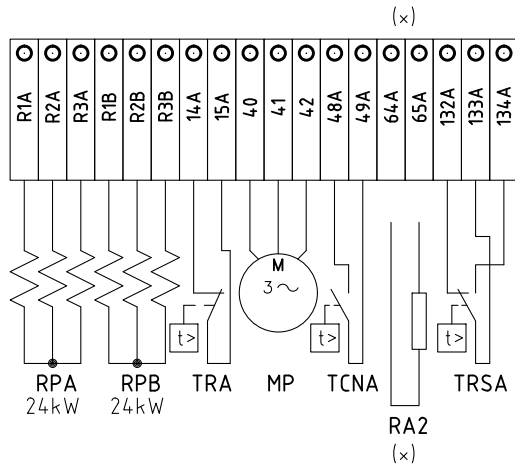 (x)
R1A R2A R3A R1B R2B R3B 14A 15A 40 41 42 48A 49A 64A 65A 132A 133A 134A
M
3~
t> t> t>
RPA RPB TRA MP TCNA TRSA
24kW 24kW
RA2
(x)